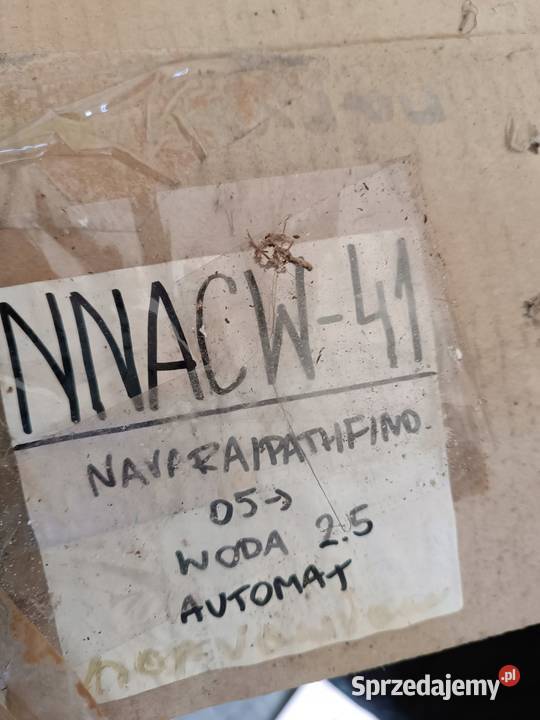 NNACW-41
NAVARA/PATHFIND
05→
WODA 2.5
AUTOMAT
Sprzedajemy.pl